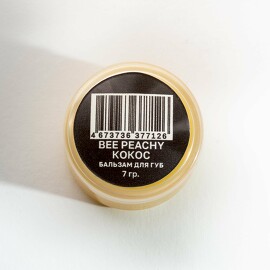 4 673736 377126
BEE PEACHY
КОКОС
БАЛЬЗАМ ДЛЯ ГУБ
7 гр.